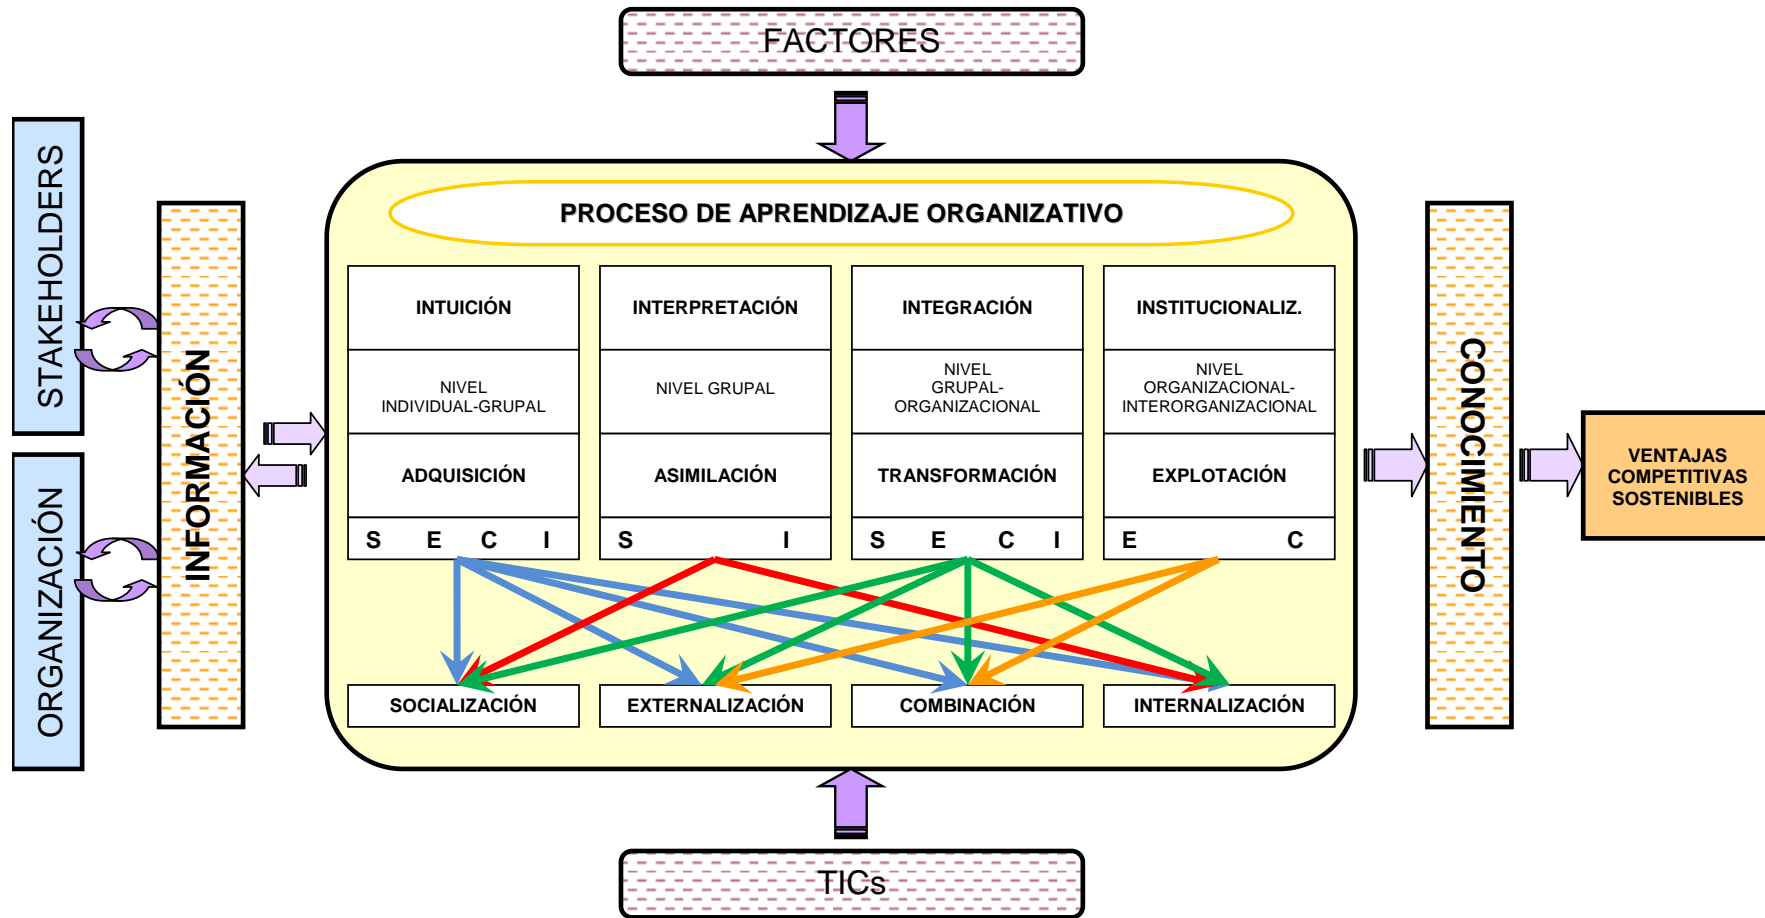 FACTORES
STAKEHOLDERS
ORGANIZACIÓN
INFORMACIÓN
PROCESO DE APRENDIZAJE ORGANIZATIVO
INTUICIÓN
NIVEL
INDIVIDUAL-GRUPAL
ADQUISICIÓN
S E C I
INTERPRETACIÓN
NIVEL GRUPAL
ASIMILACIÓN
S I
INTEGRACIÓN
NIVEL
GRUPAL-
ORGANIZACIONAL
TRANSFORMACIÓN
S E C I
INSTITUCIONALIZ.
NIVEL
ORGANIZACIONAL-
INTERORGANIZACIONAL
EXPLOTACIÓN
E C
SOCIALIZACIÓN
EXTERNALIZACIÓN
COMBINACIÓN
INTERNALIZACIÓN
CONOCIMIENTO
VENTAJAS
COMPETITIVAS
SOSTENIBLES
TICs